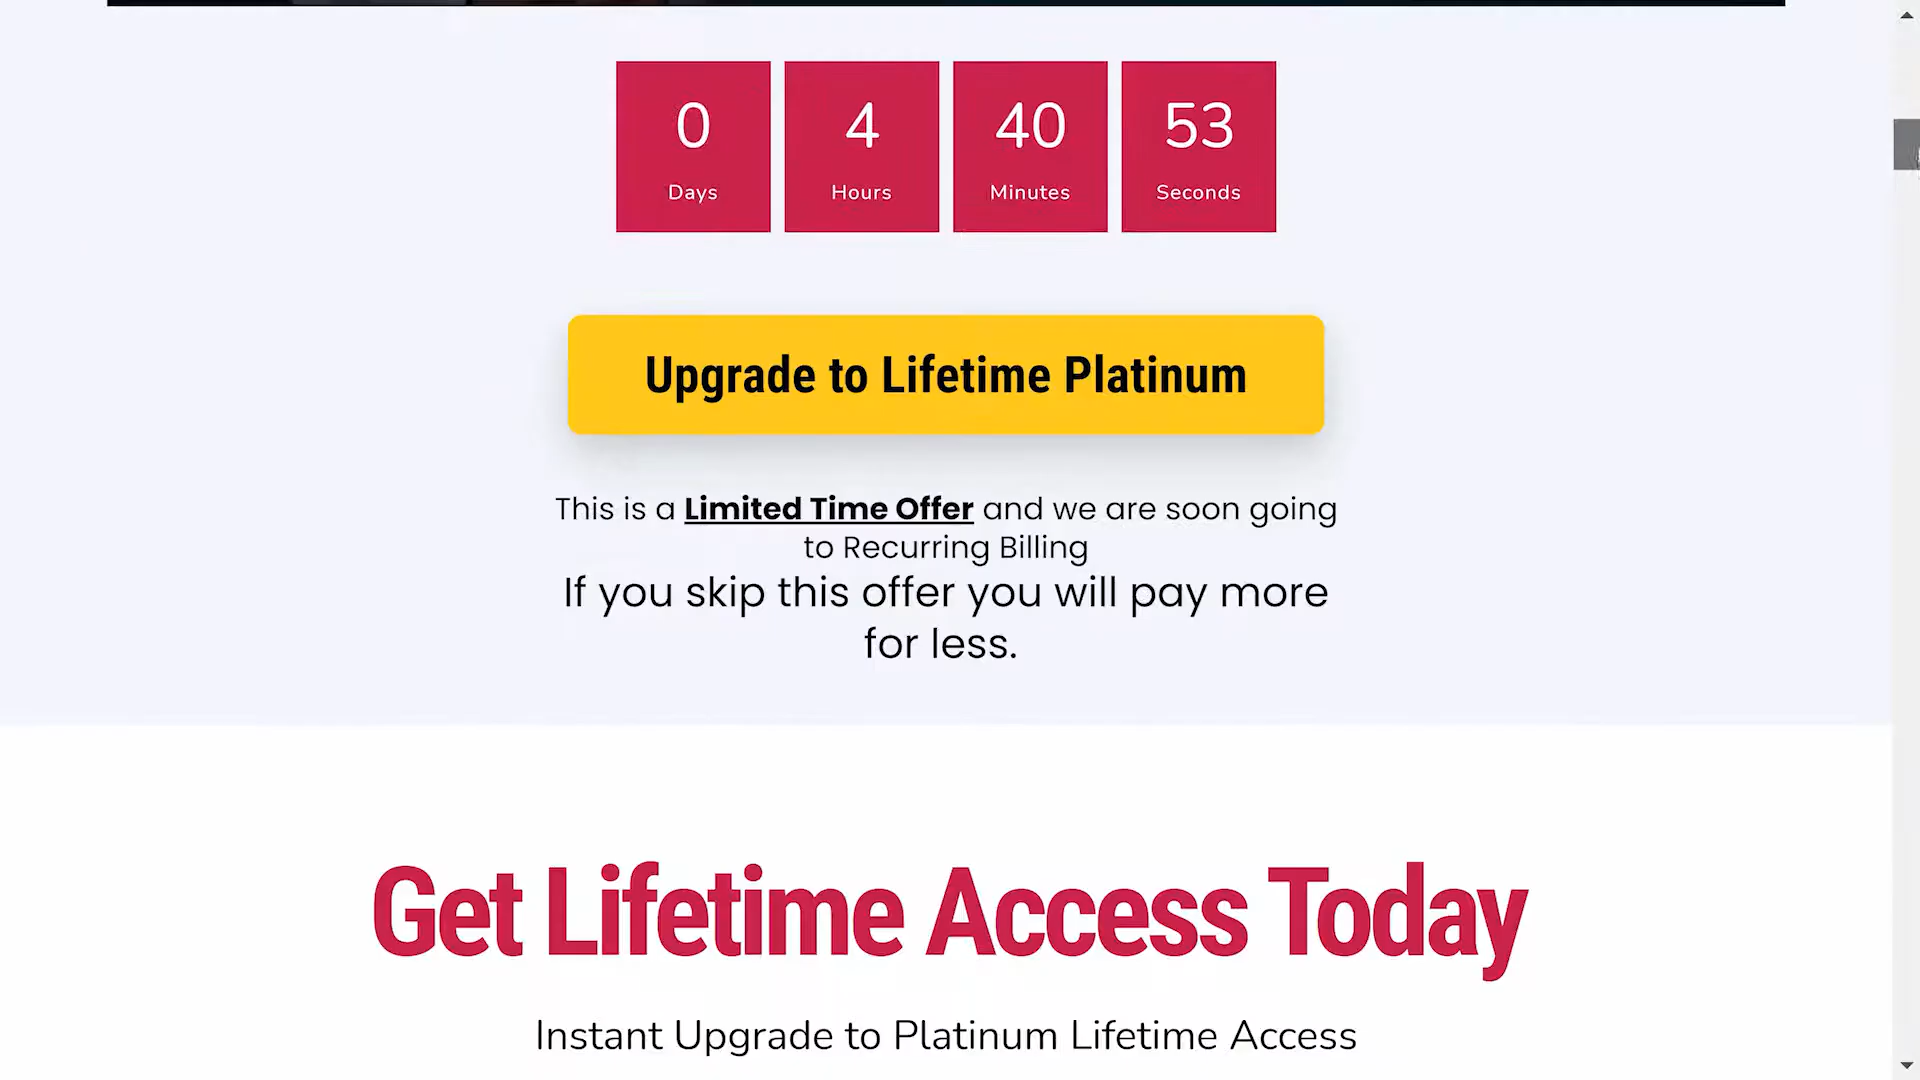 0 4 40 53
Days Hours Minutes Seconds
Upgrade to Lifetime Platinum
This is a Limited Time Offer and we are soon going
to Recurring Billing
If you skip this offer you will pay more
for less.
Get Lifetime Access Today
Instant Upgrade to Platinum Lifetime Access